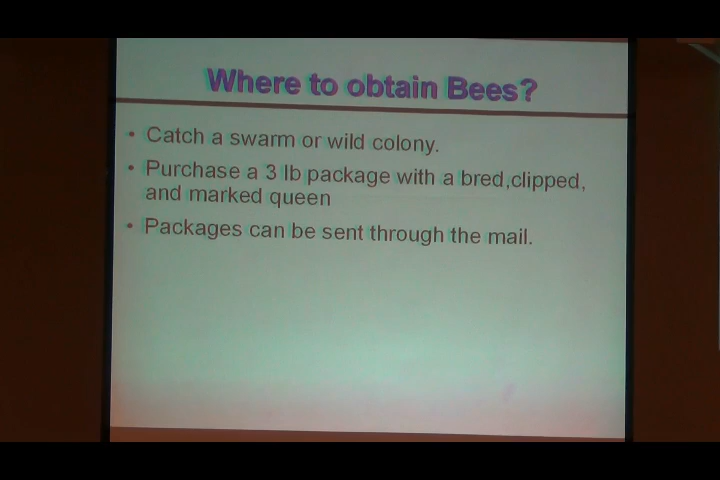 Where to obtain Bees?
• Catch a swarm or wild colony.
• Purchase a 3 lb package with a bred,clipped,
and marked queen
• Packages can be sent through the mail.